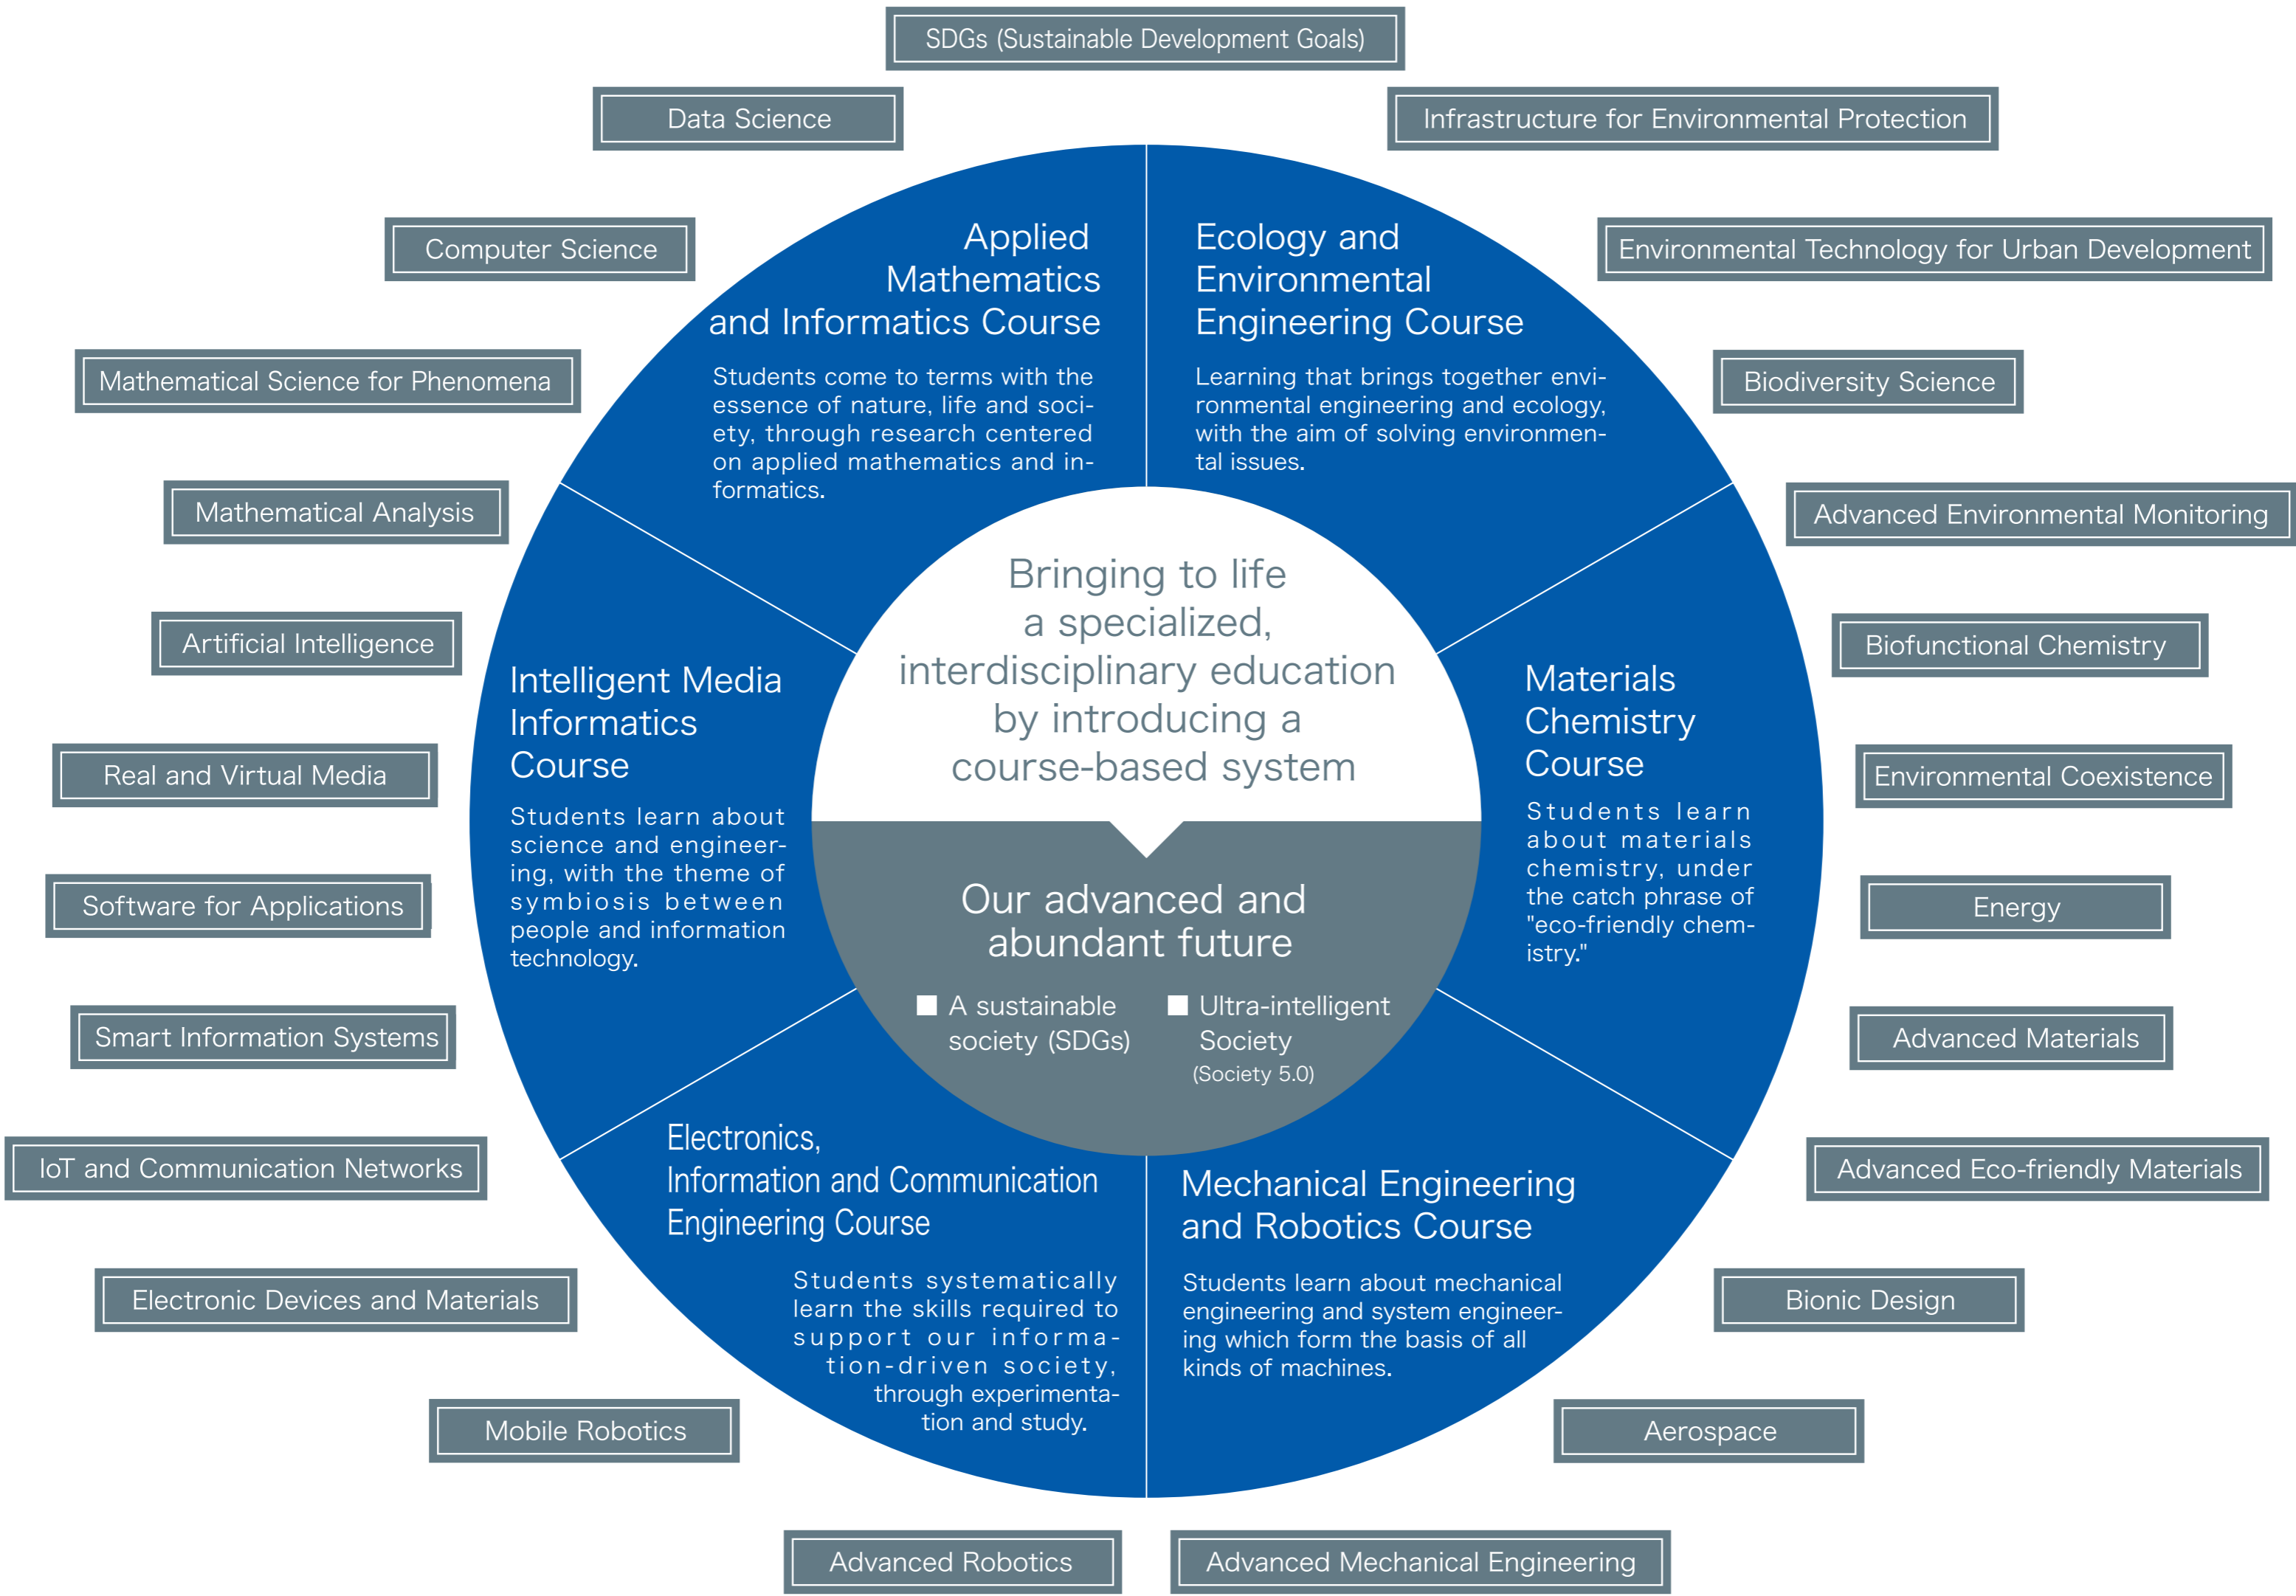 SDGs (Sustainable Development Goals)
Data Science
Infrastructure for Environmental Protection
Computer Science
Environmental Technology for Urban Development
Mathematical Science for Phenomena
Biodiversity Science
Mathematical Analysis
Advanced Environmental Monitoring
Artificial Intelligence
Biofunctional Chemistry
Real and Virtual Media
Environmental Coexistence
Software for Applications
Energy
Smart Information Systems
Advanced Materials
IoT and Communication Networks
Advanced Eco-friendly Materials
Electronic Devices and Materials
Bionic Design
Mobile Robotics
Aerospace
Advanced Robotics
Advanced Mechanical Engineering
Applied
Mathematics
and Informatics Course
Students come to terms with the
essence of nature, life and soci-
ety, through research centered
on applied mathematics and in-
formatics.
Ecology and
Environmental
Engineering Course
Learning that brings together envi-
ronmental engineering and ecology,
with the aim of solving environmen-
tal issues.
Intelligent Media
Informatics
Course
Students learn about
science and engineer-
ing, with the theme of
symbiosis between
people and information
technology.
Bringing to life
a specialized,
interdisciplinary education
by introducing a
course-based system
Our advanced and
abundant future
■ A sustainable
society (SDGs)
■ Ultra-intelligent
Society
(Society 5.0)
Materials
Chemistry
Course
Students learn
about materials
chemistry, under
the catch phrase of
"eco-friendly chem-
istry."
Electronics,
Information and Communication
Engineering Course
Students systematically
learn the skills required to
support our informa-
tion-driven society,
through experimenta-
tion and study.
Mechanical Engineering
and Robotics Course
Students learn about mechanical
engineering and system engineer-
ing which form the basis of all
kinds of machines.